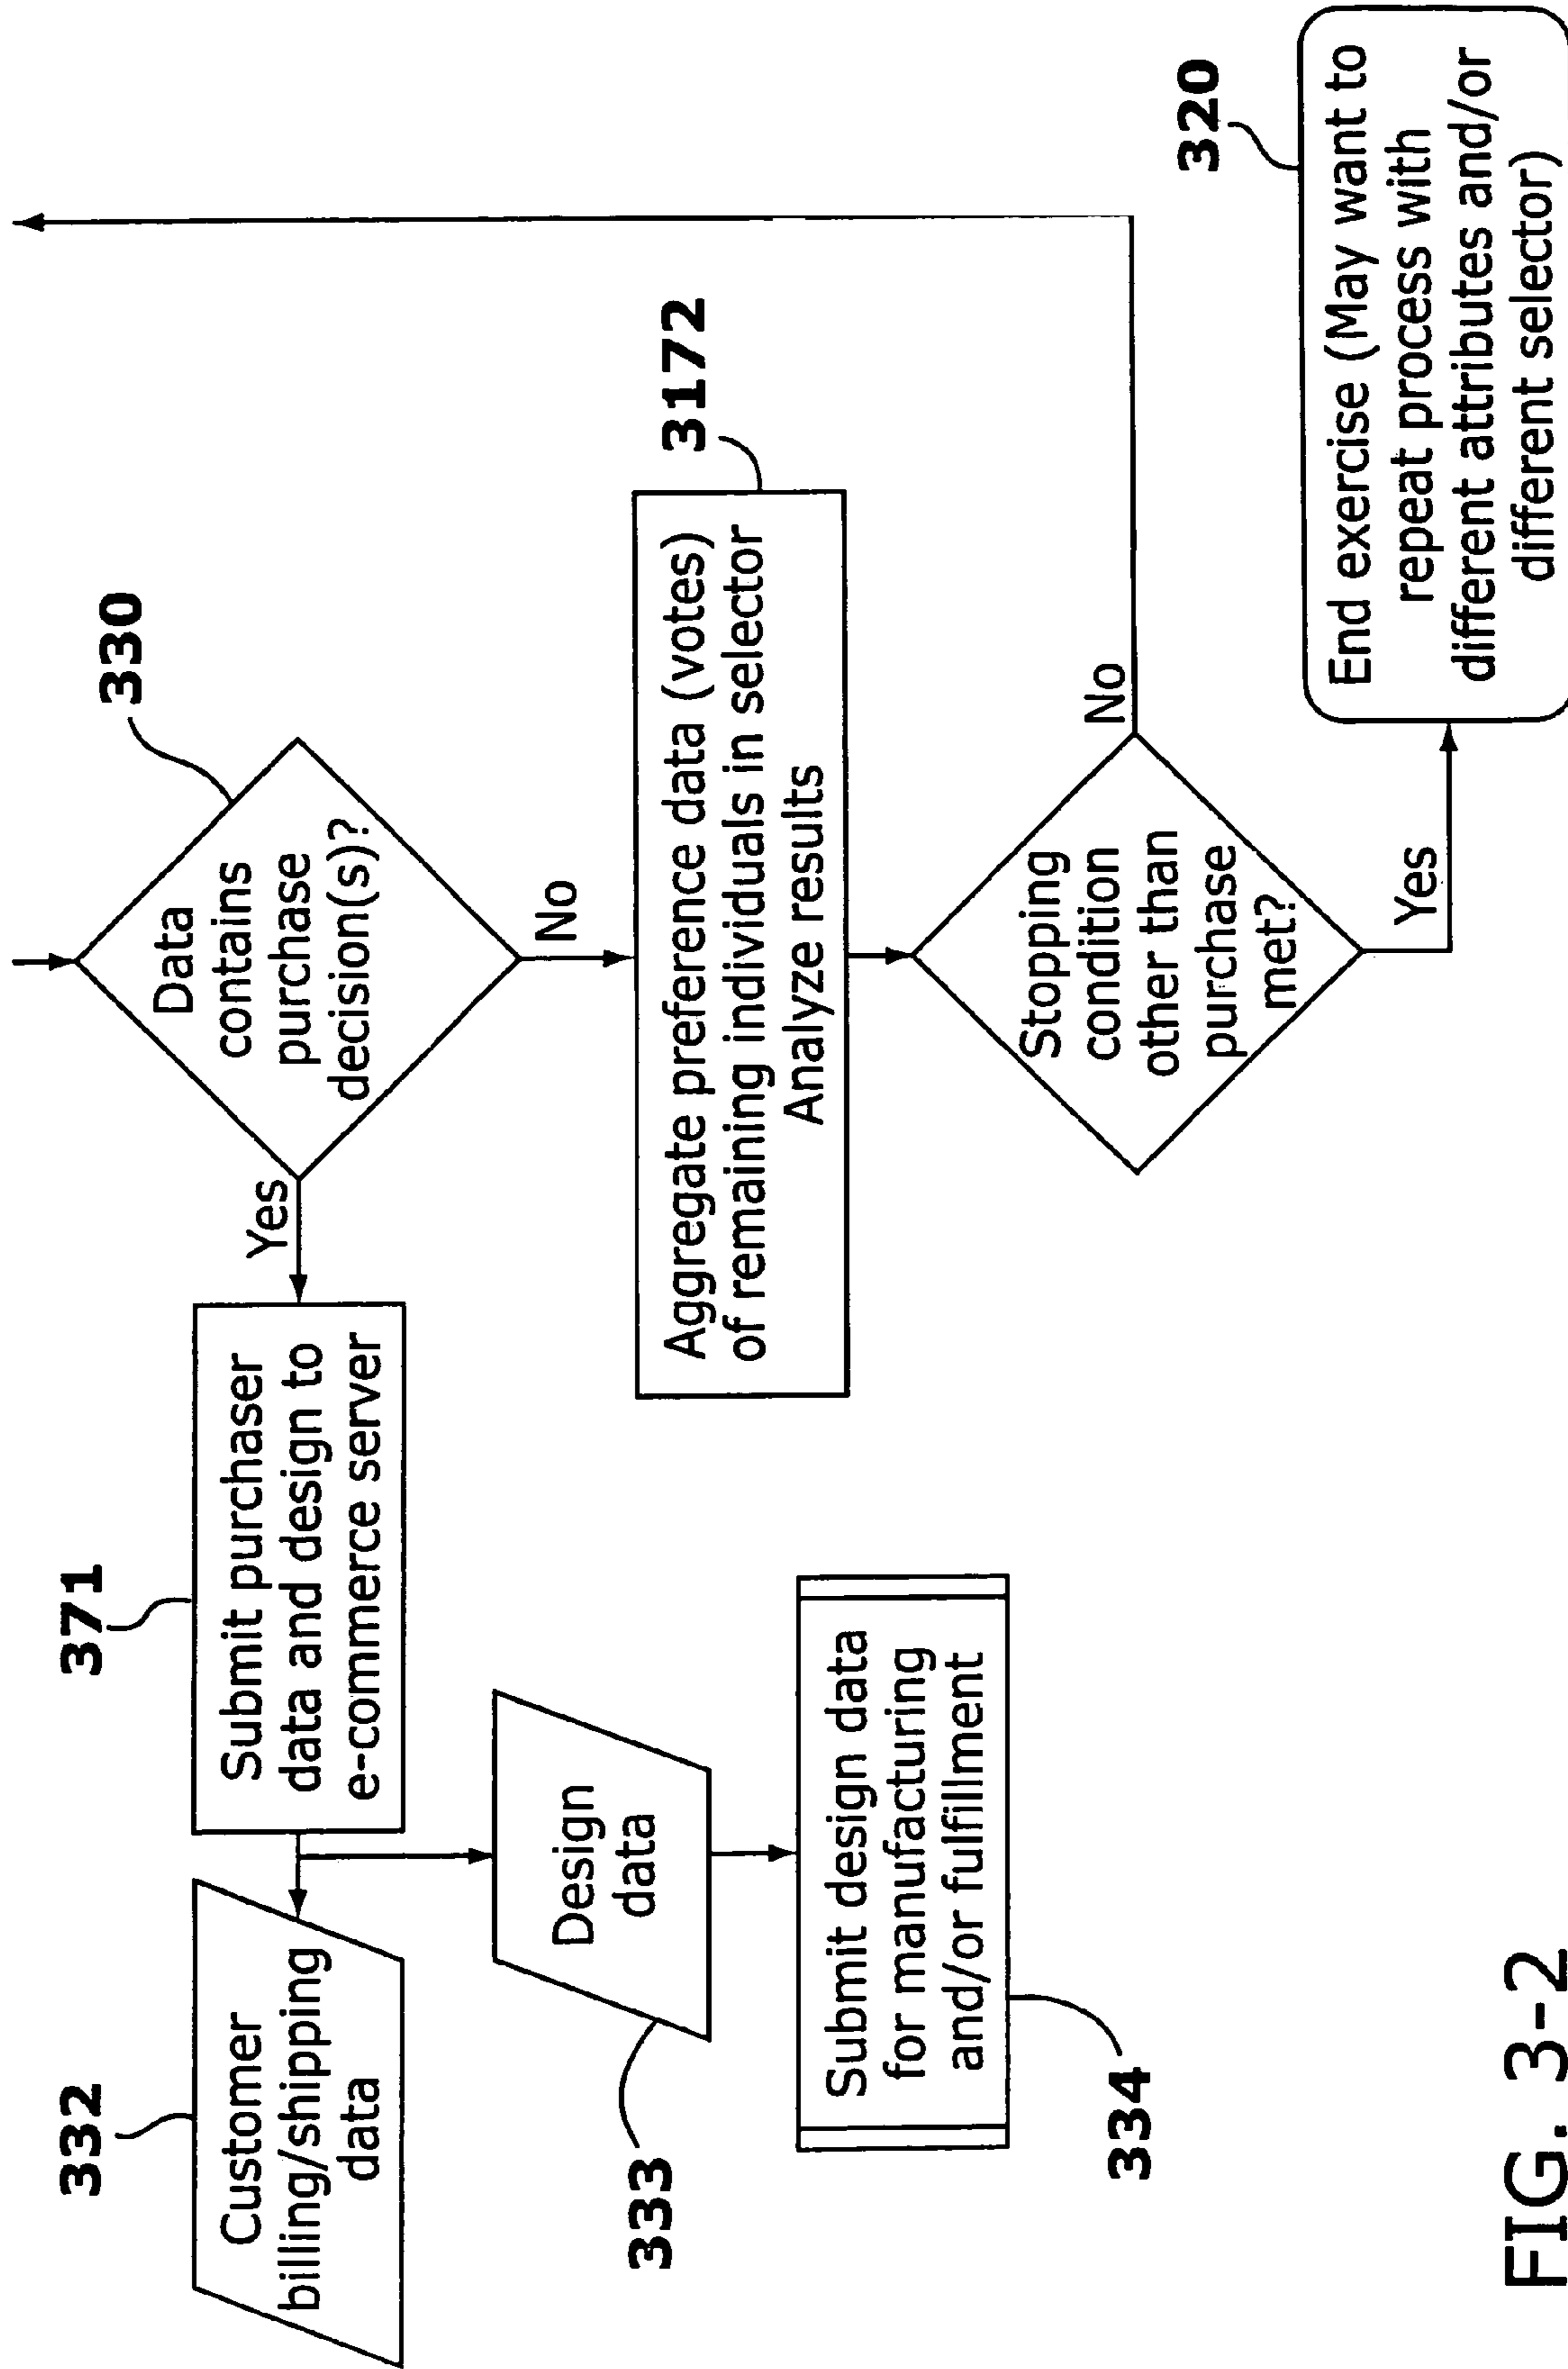 332
Customer
billing/shipping
data
371
Submit purchaser
data and design to
e-commerce server
Yes
330
Data
contains
purchase
decision(s)?
No
333
Design
data
334
Submit design data
for manufacturing
and/or fulfillment
3172
Aggregate preference data (votes)
of remaining individuals in selector
Analyze results
Stopping
condition
other than
purchase
met?
No
Yes
320
End exercise (May want to
repeat process with
different attributes and/or
different selector)
FIG. 3-2